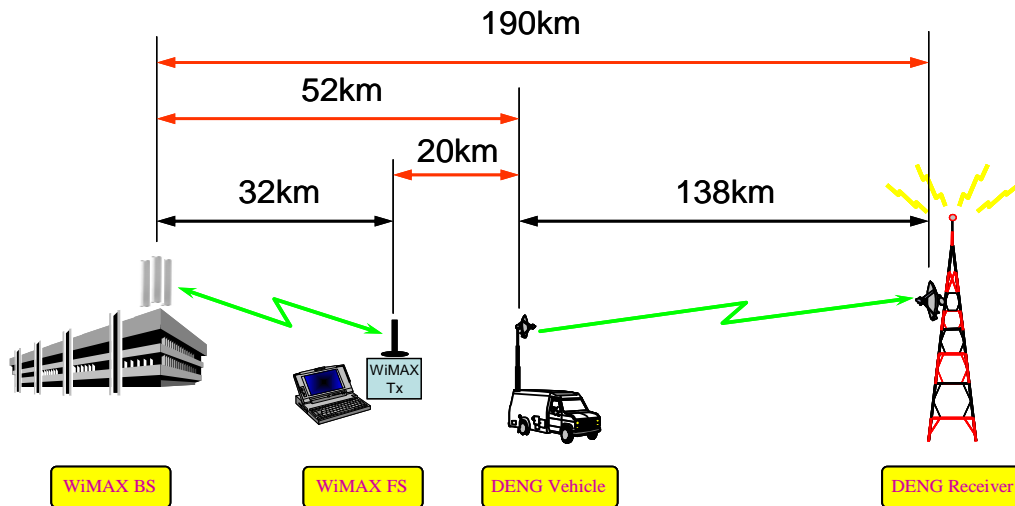 190km
52km
20km
32km
138km
WiMAX
Tx
WiMAX BS
WiMAX FS
DENG Vehicle
DENG Receiver